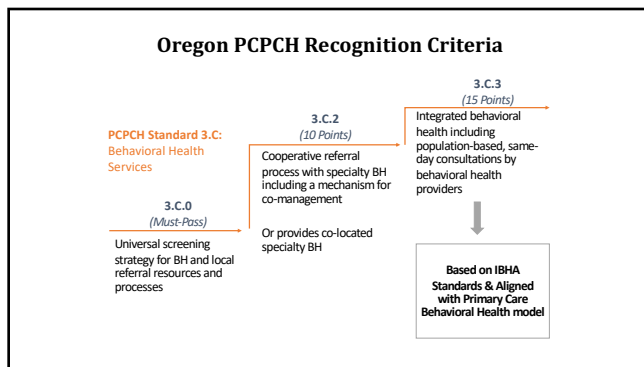 Oregon PCPCH Recognition Criteria
PCPCH Standard 3.C:
Behavioral Health
Services
3.C.0
(Must-Pass)
Universal screening
strategy for BH and local
referral resources and
processes
3.C.2
(10 Points)
Cooperative referral
process with specialty BH
including a mechanism for
co-management
Or provides co-located
specialty BH
3.C.3
(15 Points)
Integrated behavioral
health including
population-based, same-
day consultations by
behavioral health
providers
Based on IBHA
Standards & Aligned
with Primary Care
Behavioral Health model